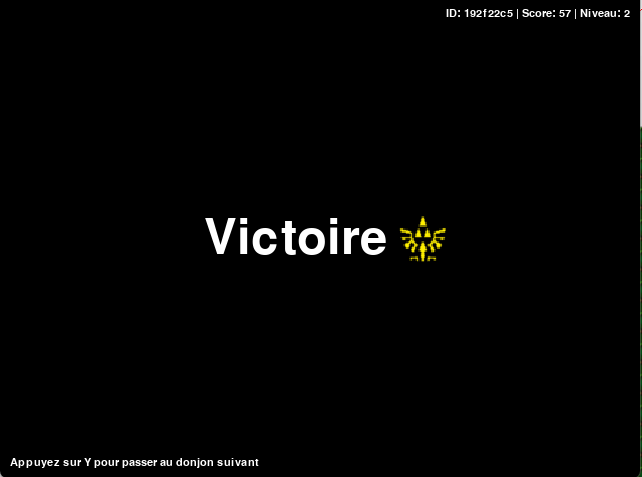 ID: 192f22c5 | Score: 57 | Niveau: 2
Victoire
Appuyez sur Y pour passer au donjon suivant